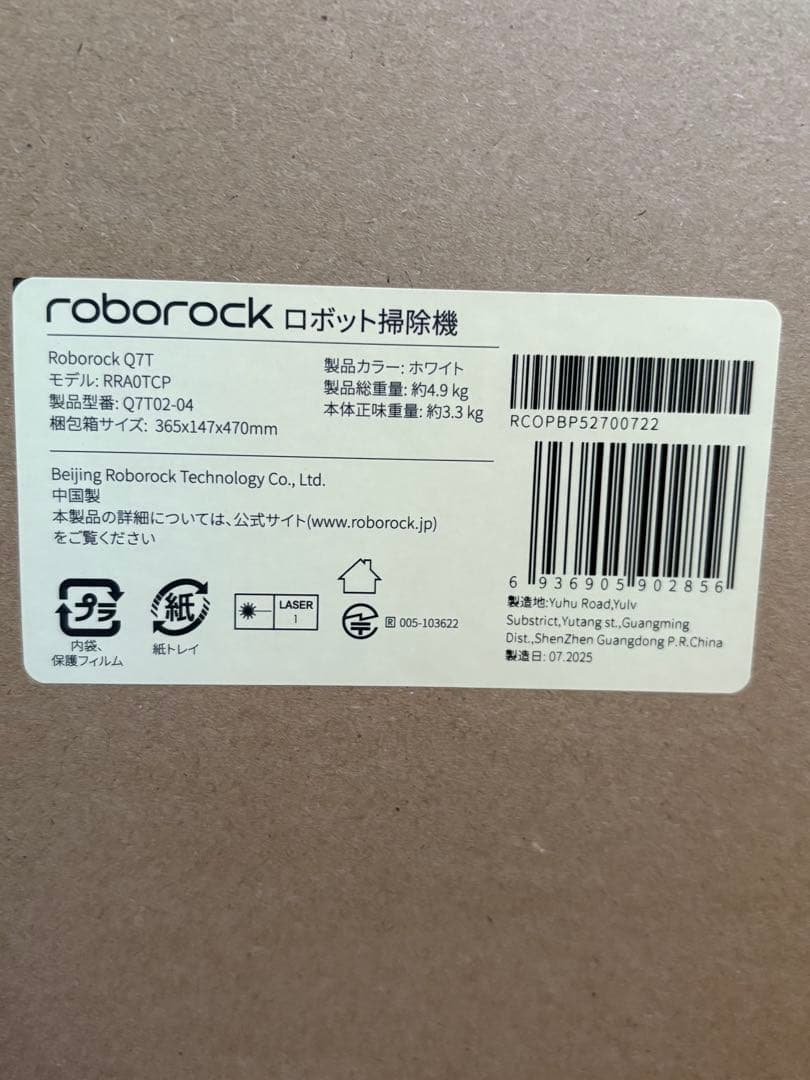 roborock ロボット掃除機
Roborock Q7T
モデル: RRA0TCP
製品型番: Q7T02-04
梱包箱サイズ: 365x147x470mm
製品カラー: ホワイト
製品総重量: 約4.9 kg
本体正味重量: 約3.3 kg
RCOPBP52700722
Beijing Roborock Technology Co., Ltd.
中国製
本製品の詳細については、公式サイト(www.roborock.jp)
をご覧ください
6 936905 902856
プラ
内袋、
保護フィルム
紙
紙トレイ
LASER
1
R 005-103622
製造地:Yuhu Road,Yulv
Substrict,Yutang st.,Guangming
Dist.,ShenZhen Guangdong P.R.China
製造日: 07.2025